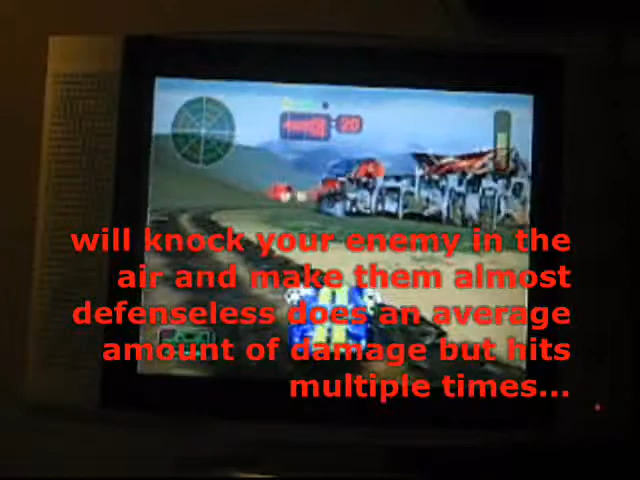 :20
will knock your enemy in the
air and make them almost
defenseless does an average
amount of damage but hits
multiple times...